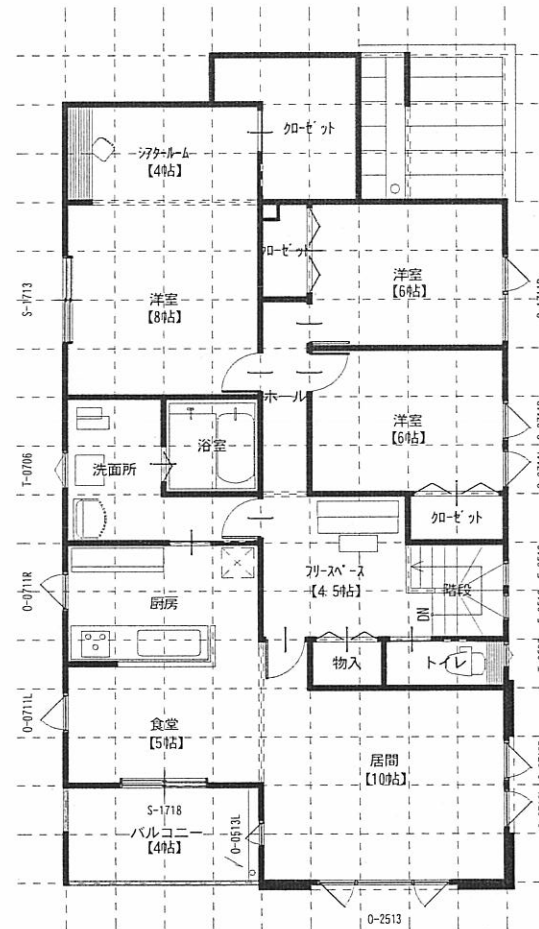 クローゼット
シアタールーム
【4帖】
クローゼット
洋室
【6帖】
S-1713
洋室
【8帖】
ホール
洋室
【6帖】
T-0706
洗面所
浴室
クローゼット
O-0711R
厨房
フリースペース
【4.5帖】
階段
DN
物入
トイレ
O-0711L
食堂
【5帖】
居間
【10帖】
S-1718
バルコニー
【4帖】
O-0513L
O-2513